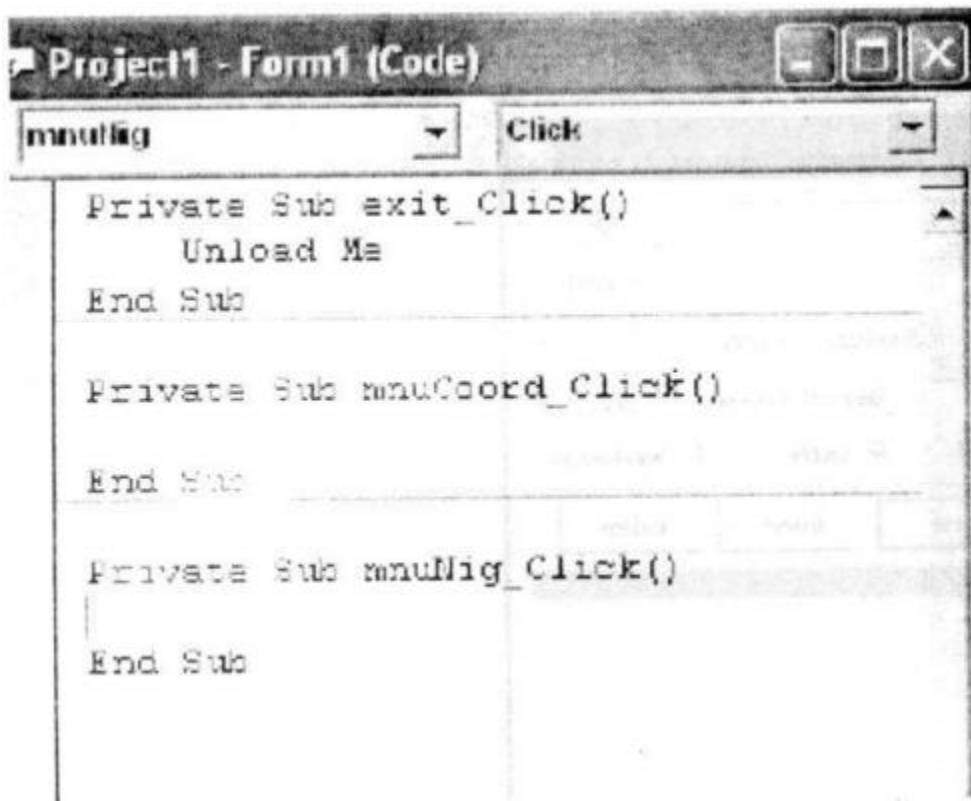 Project1 - Form1 (Code)
mnuNig Click
Private Sub exit_Click()
Unload Me
End Sub
Private Sub mnuCoord_Click()
End Sub
Private Sub mnuNig_Click()
End Sub